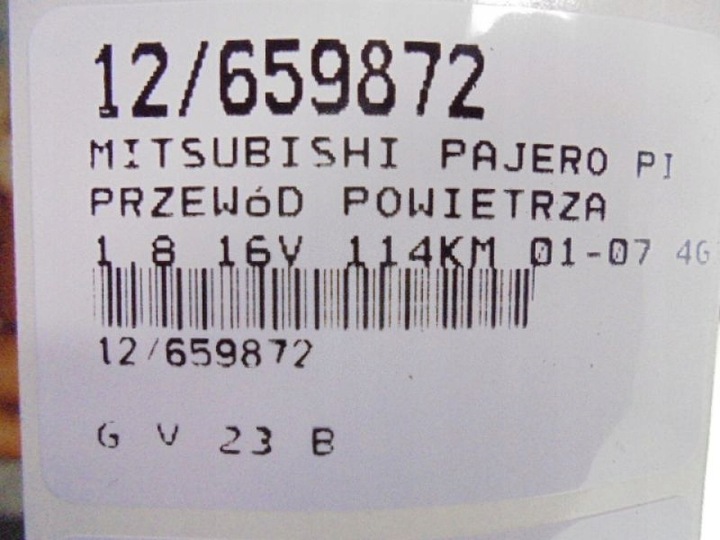 12/659872
MITSUBISHI PAJERO PI
PRZEWóD POWIETRZA
1.8 16V 114KM 01-07 4G
12/659872
G V 23 B